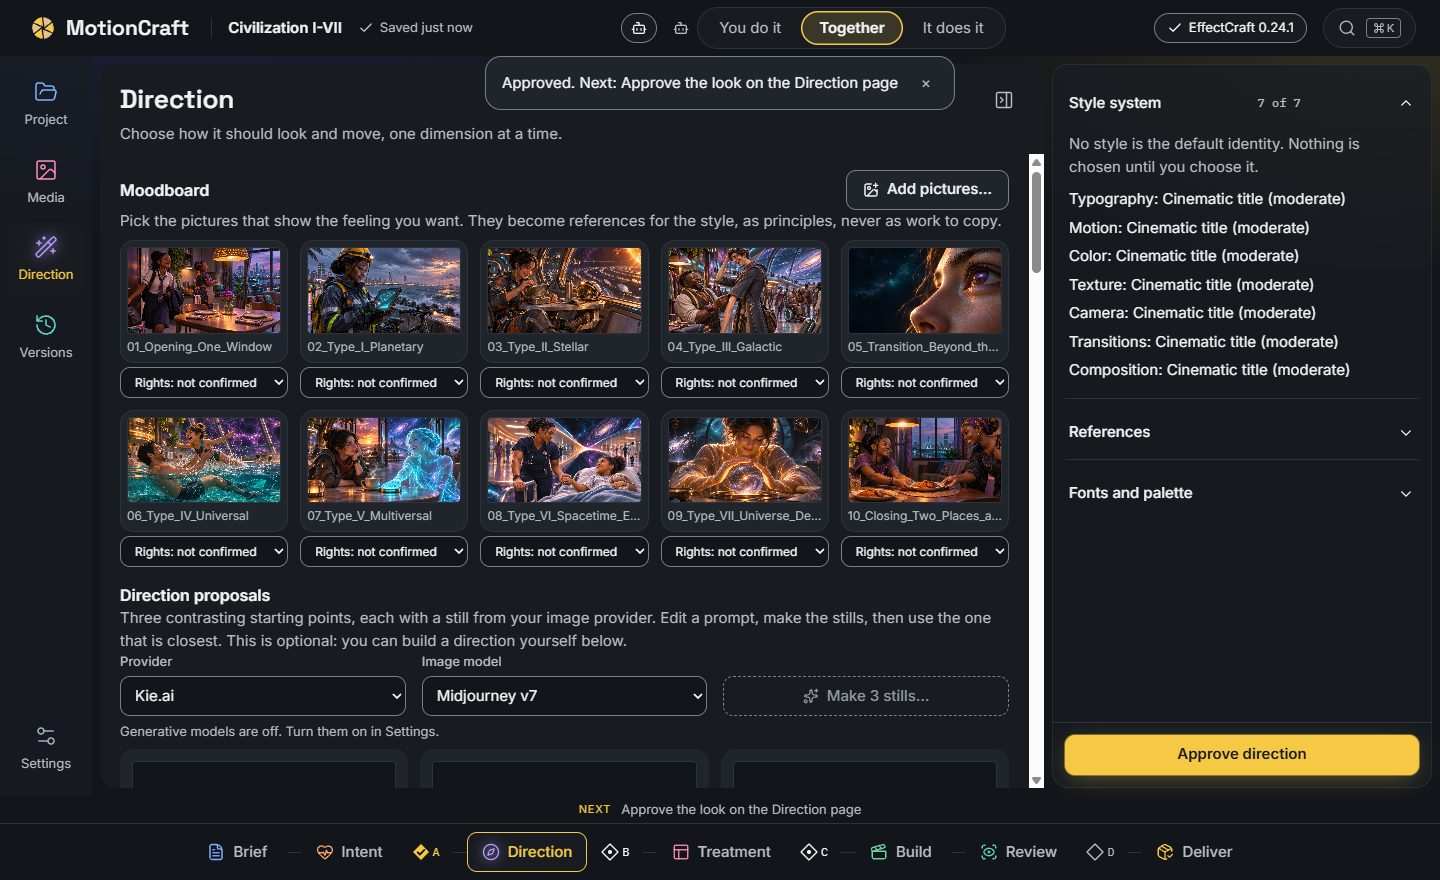 MotionCraft
Civilization I-VII
Saved just now
You do it
Together
It does it
EffectCraft 0.24.1
⌘K
Approved. Next: Approve the look on the Direction page
×
Project
Media
Direction
Versions
Settings
Direction
Choose how it should look and move, one dimension at a time.
Moodboard
Add pictures...
Pick the pictures that show the feeling you want. They become references for the style, as principles, never as work to copy.
01_Opening_One_Window
02_Type_I_Planetary
03_Type_II_Stellar
04_Type_III_Galactic
05_Transition_Beyond_th...
Rights: not confirmed
Rights: not confirmed
Rights: not confirmed
Rights: not confirmed
Rights: not confirmed
06_Type_IV_Universal
07_Type_V_Multiversal
08_Type_VI_Spacetime_E...
09_Type_VII_Universe_De...
10_Closing_Two_Places_a...
Rights: not confirmed
Rights: not confirmed
Rights: not confirmed
Rights: not confirmed
Rights: not confirmed
Direction proposals
Three contrasting starting points, each with a still from your image provider. Edit a prompt, make the stills, then use the one
that is closest. This is optional: you can build a direction yourself below.
Provider
Image model
Kie.ai
Midjourney v7
Make 3 stills...
Generative models are off. Turn them on in Settings.
Style system
7 of 7
No style is the default identity. Nothing is
chosen until you choose it.
Typography: Cinematic title (moderate)
Motion: Cinematic title (moderate)
Color: Cinematic title (moderate)
Texture: Cinematic title (moderate)
Camera: Cinematic title (moderate)
Transitions: Cinematic title (moderate)
Composition: Cinematic title (moderate)
References
Fonts and palette
Approve direction
NEXT Approve the look on the Direction page
Brief
Intent
A
Direction
B
Treatment
C
Build
Review
D
Deliver